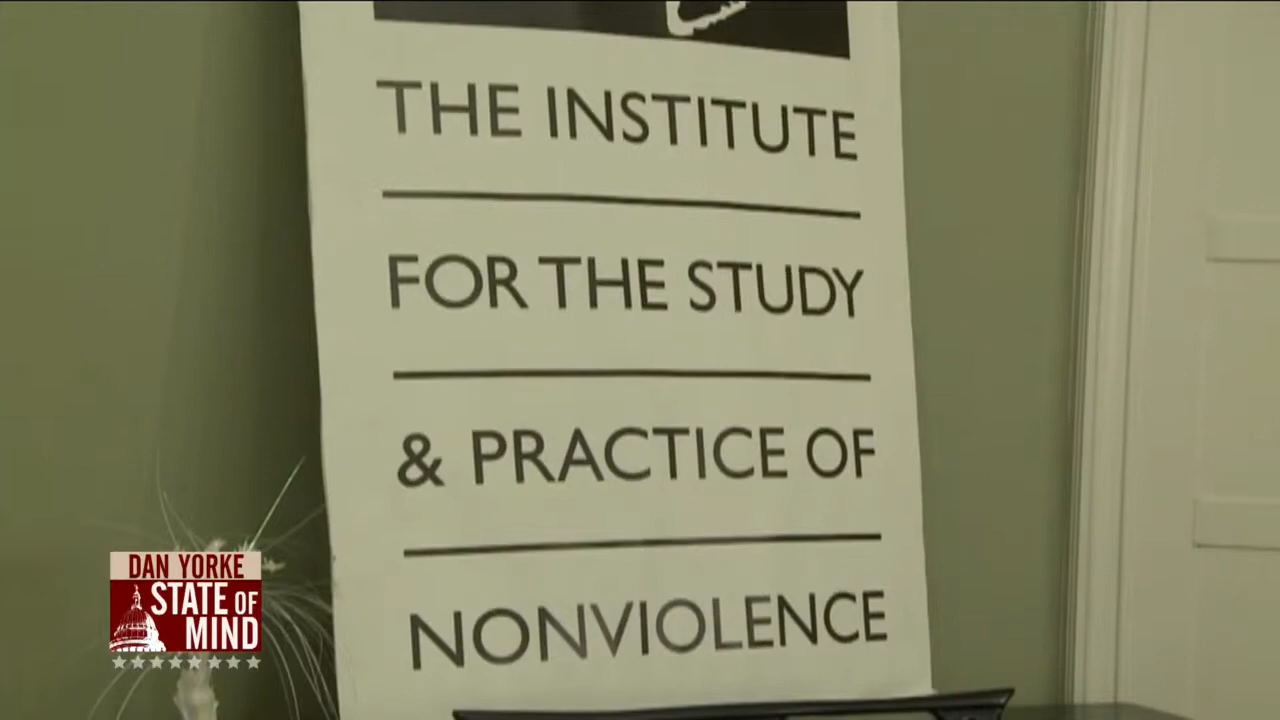 THE INSTITUTE
FOR THE STUDY
& PRACTICE OF
NONVIOLENCE
DAN YORKE
STATE OF
MIND